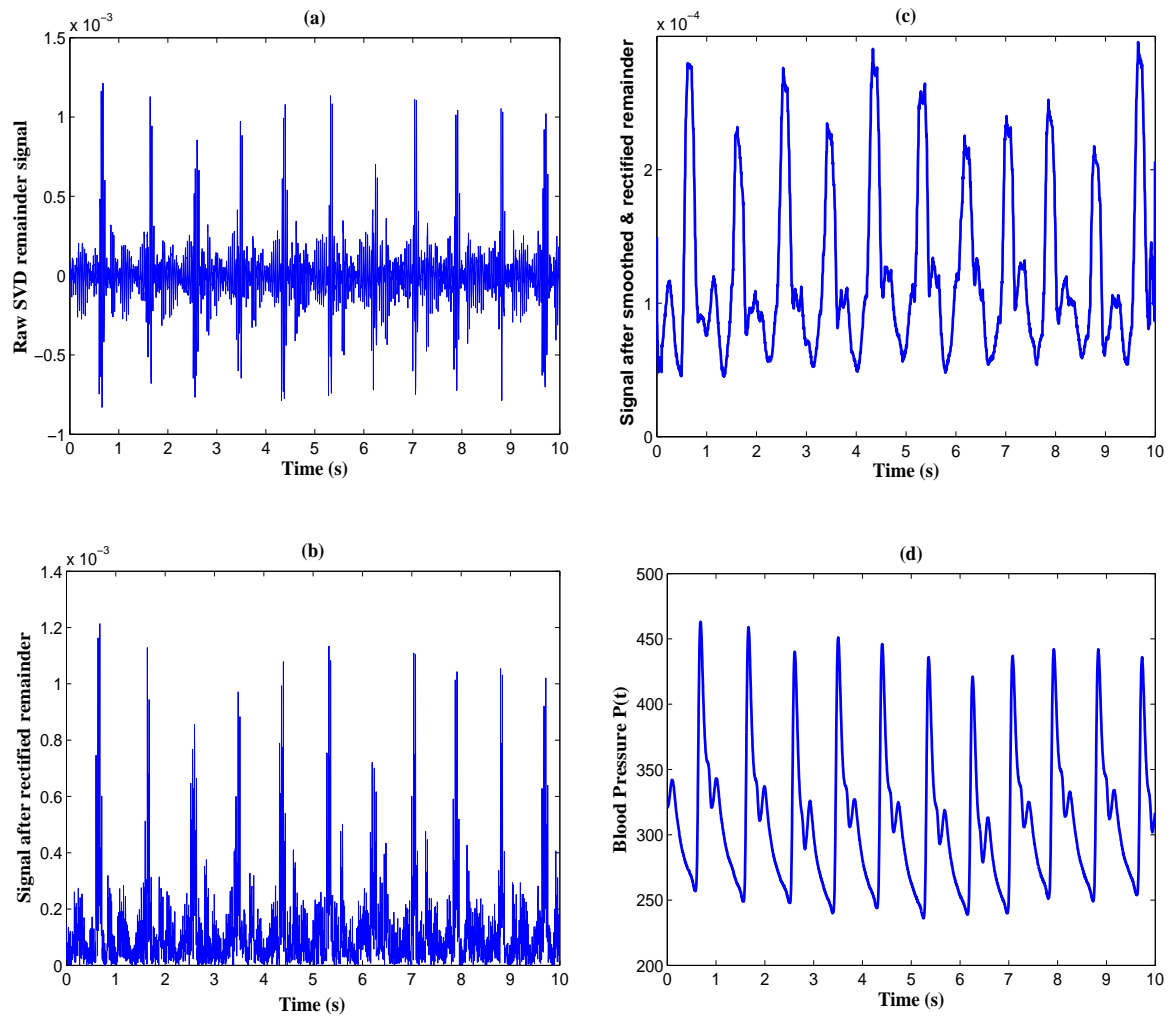 (a)
x 10−3
1.5
1
0.5
0
−0.5
−1
Raw SVD remainder signal
0 1 2 3 4 5 6 7 8 9 10
Time (s)
(c)
x 10−4
4
2
1
0
Signal after smoothed & rectified remainder
0 1 2 3 4 5 6 7 8 9 10
Time (s)
(b)
x 10−3
1.4
1.2
1
0.8
0.6
0.4
0.2
0
Signal after rectified remainder
0 1 2 3 4 5 6 7 8 9 10
Time (s)
(d)
500
450
400
350
300
250
200
Blood Pressure P(t)
0 1 2 3 4 5 6 7 8 9 10
Time (s)